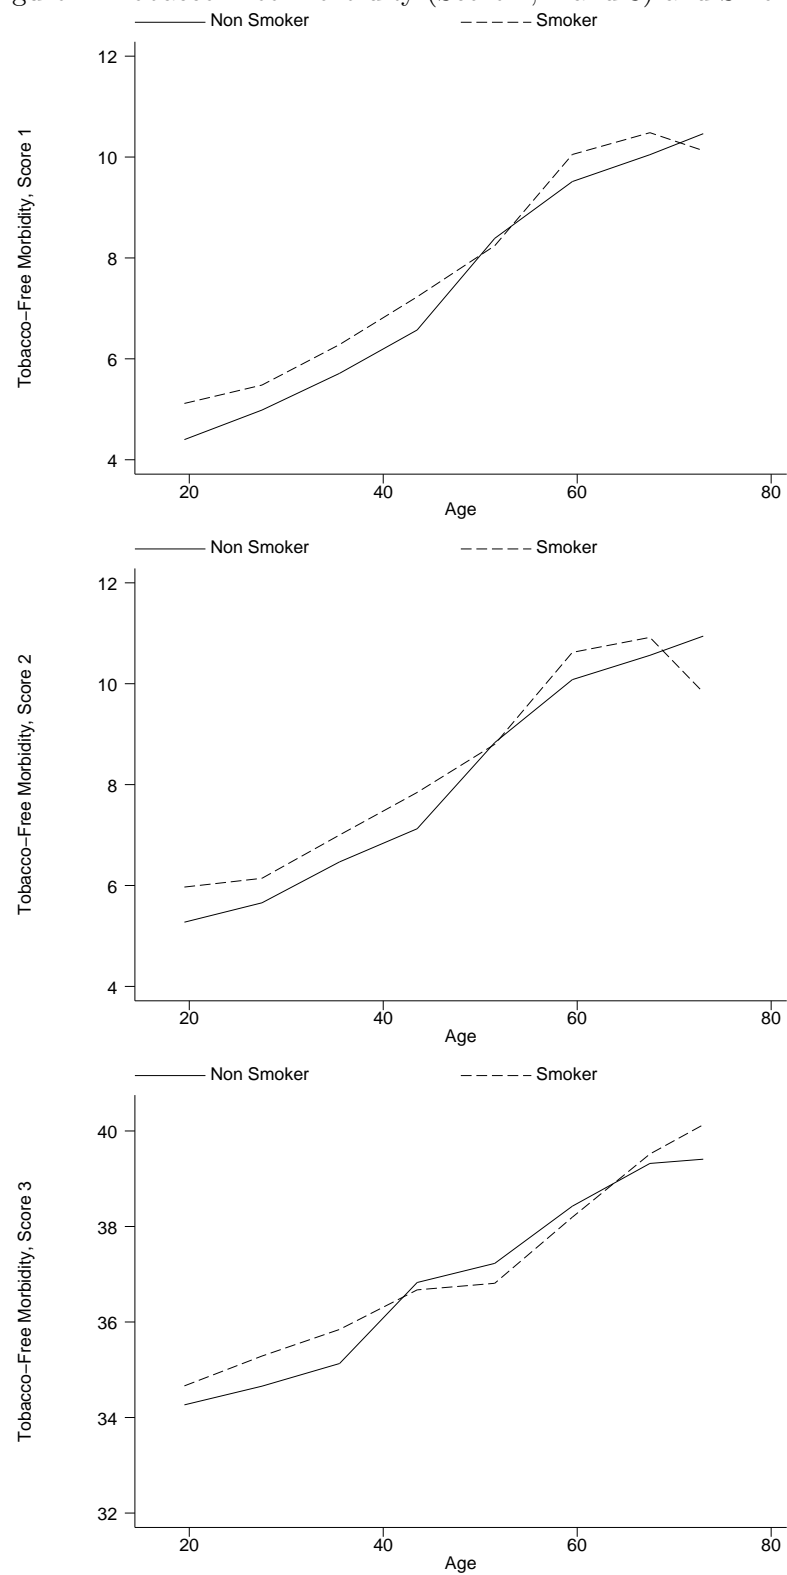 Non Smoker Smoker
Tobacco−Free Morbidity, Score 1
12
10
8
6
4
20 40 60 80
Age
Non Smoker Smoker
Tobacco−Free Morbidity, Score 2
12
10
8
6
4
20 40 60 80
Age
Non Smoker Smoker
Tobacco−Free Morbidity, Score 3
40
38
36
34
32
20 40 60 80
Age